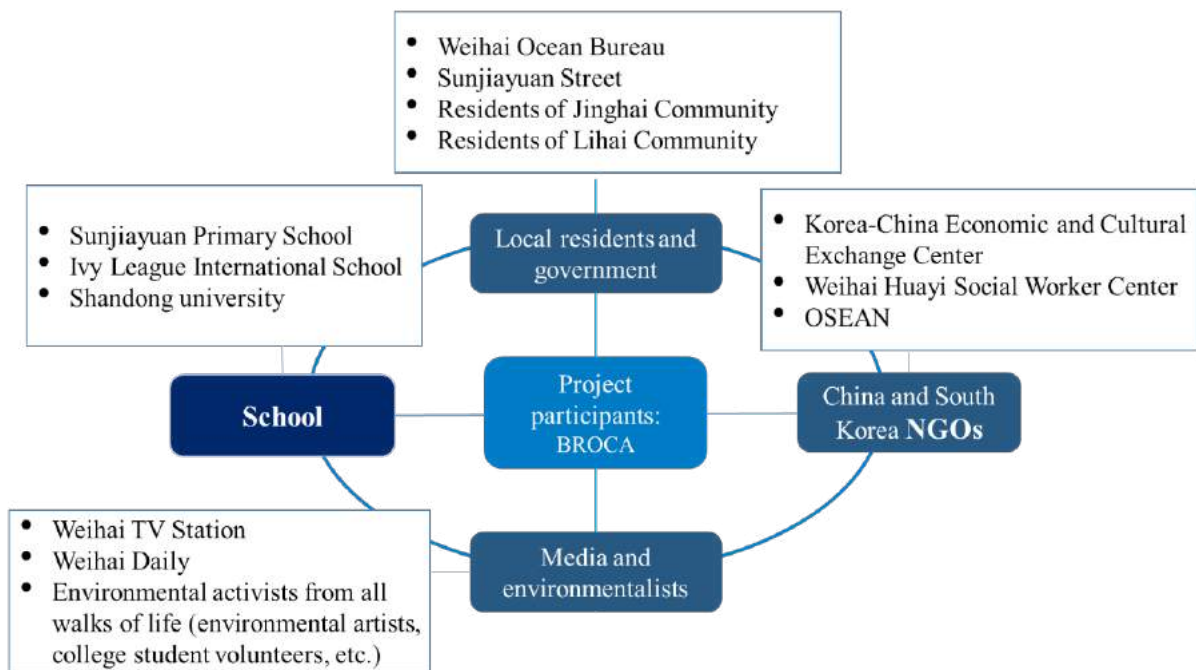 • Weihai Ocean Bureau
• Sunjiayuan Street
• Residents of Jinghai Community
• Residents of Lihai Community
• Sunjiayuan Primary School
• Ivy League International School
• Shandong university
Local residents and
government
• Korea-China Economic and Cultural
Exchange Center
• Weihai Huayi Social Worker Center
• OSEAN
School
Project
participants:
BROCA
China and South
Korea NGOs
• Weihai TV Station
• Weihai Daily
• Environmental activists from all
walks of life (environmental artists,
college student volunteers, etc.)
Media and
environmentalists